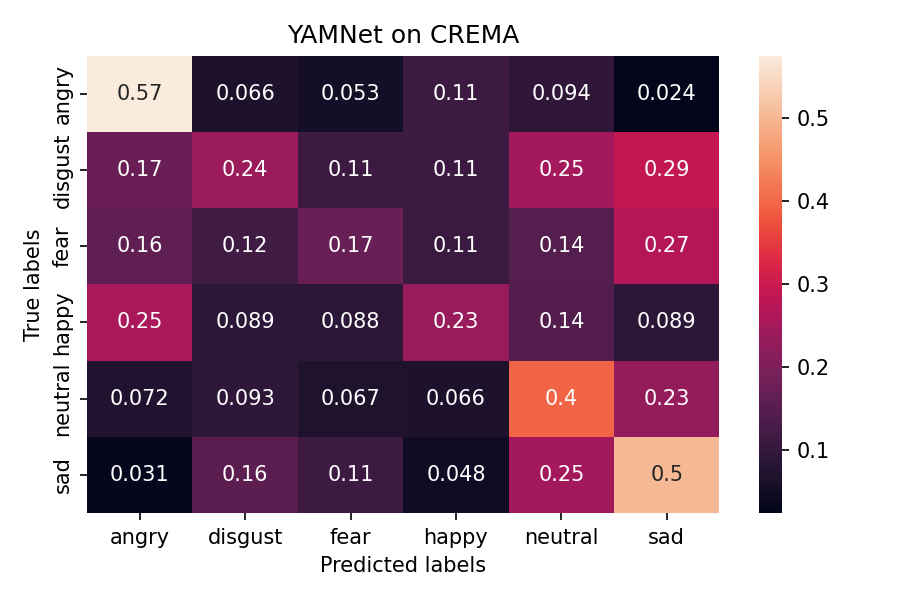 YAMNet on CREMA
True labels
angry 0.57 0.066 0.053 0.11 0.094 0.024
disgust 0.17 0.24 0.11 0.11 0.25 0.29
fear 0.16 0.12 0.17 0.11 0.14 0.27
happy 0.25 0.089 0.088 0.23 0.14 0.089
neutral 0.072 0.093 0.067 0.066 0.4 0.23
sad 0.031 0.16 0.11 0.048 0.25 0.5
angry disgust fear happy neutral sad
Predicted labels
0.5
0.4
0.3
0.2
0.1